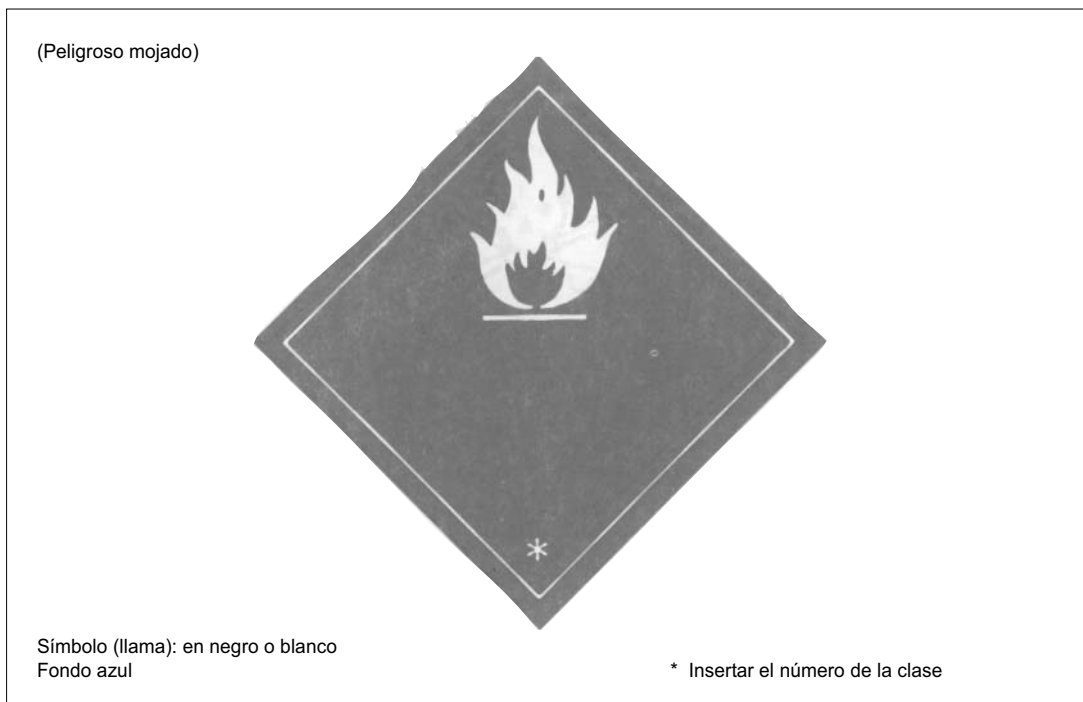 (Peligroso mojado)
*
Símbolo (llama): en negro o blanco
Fondo azul
* Insertar el número de la clase